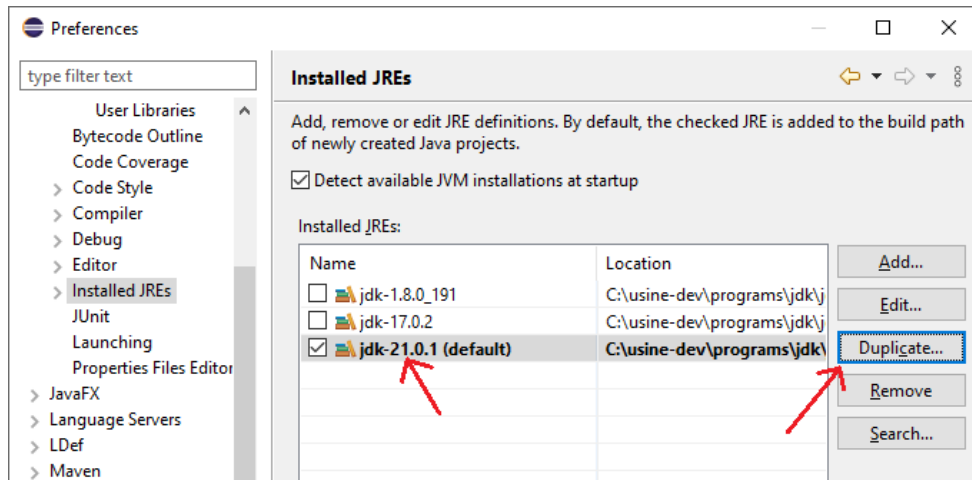 Preferences
type filter text
User Libraries
Bytecode Outline
Code Coverage
Code Style
Compiler
Debug
Editor
Installed JREs
JUnit
Launching
Properties Files Editor
JavaFX
Language Servers
LDef
Maven
Installed JREs
Add, remove or edit JRE definitions. By default, the checked JRE is added to the build path
of newly created Java projects.
Detect available JVM installations at startup
Installed JREs:
Name Location
jdk-1.8.0_191 C:\usine-dev\programs\jdk\j
jdk-17.0.2 C:\usine-dev\programs\jdk\j
jdk-21.0.1 (default) C:\usine-dev\programs\jdk\
Add...
Edit...
Duplicate...
Remove
Search...